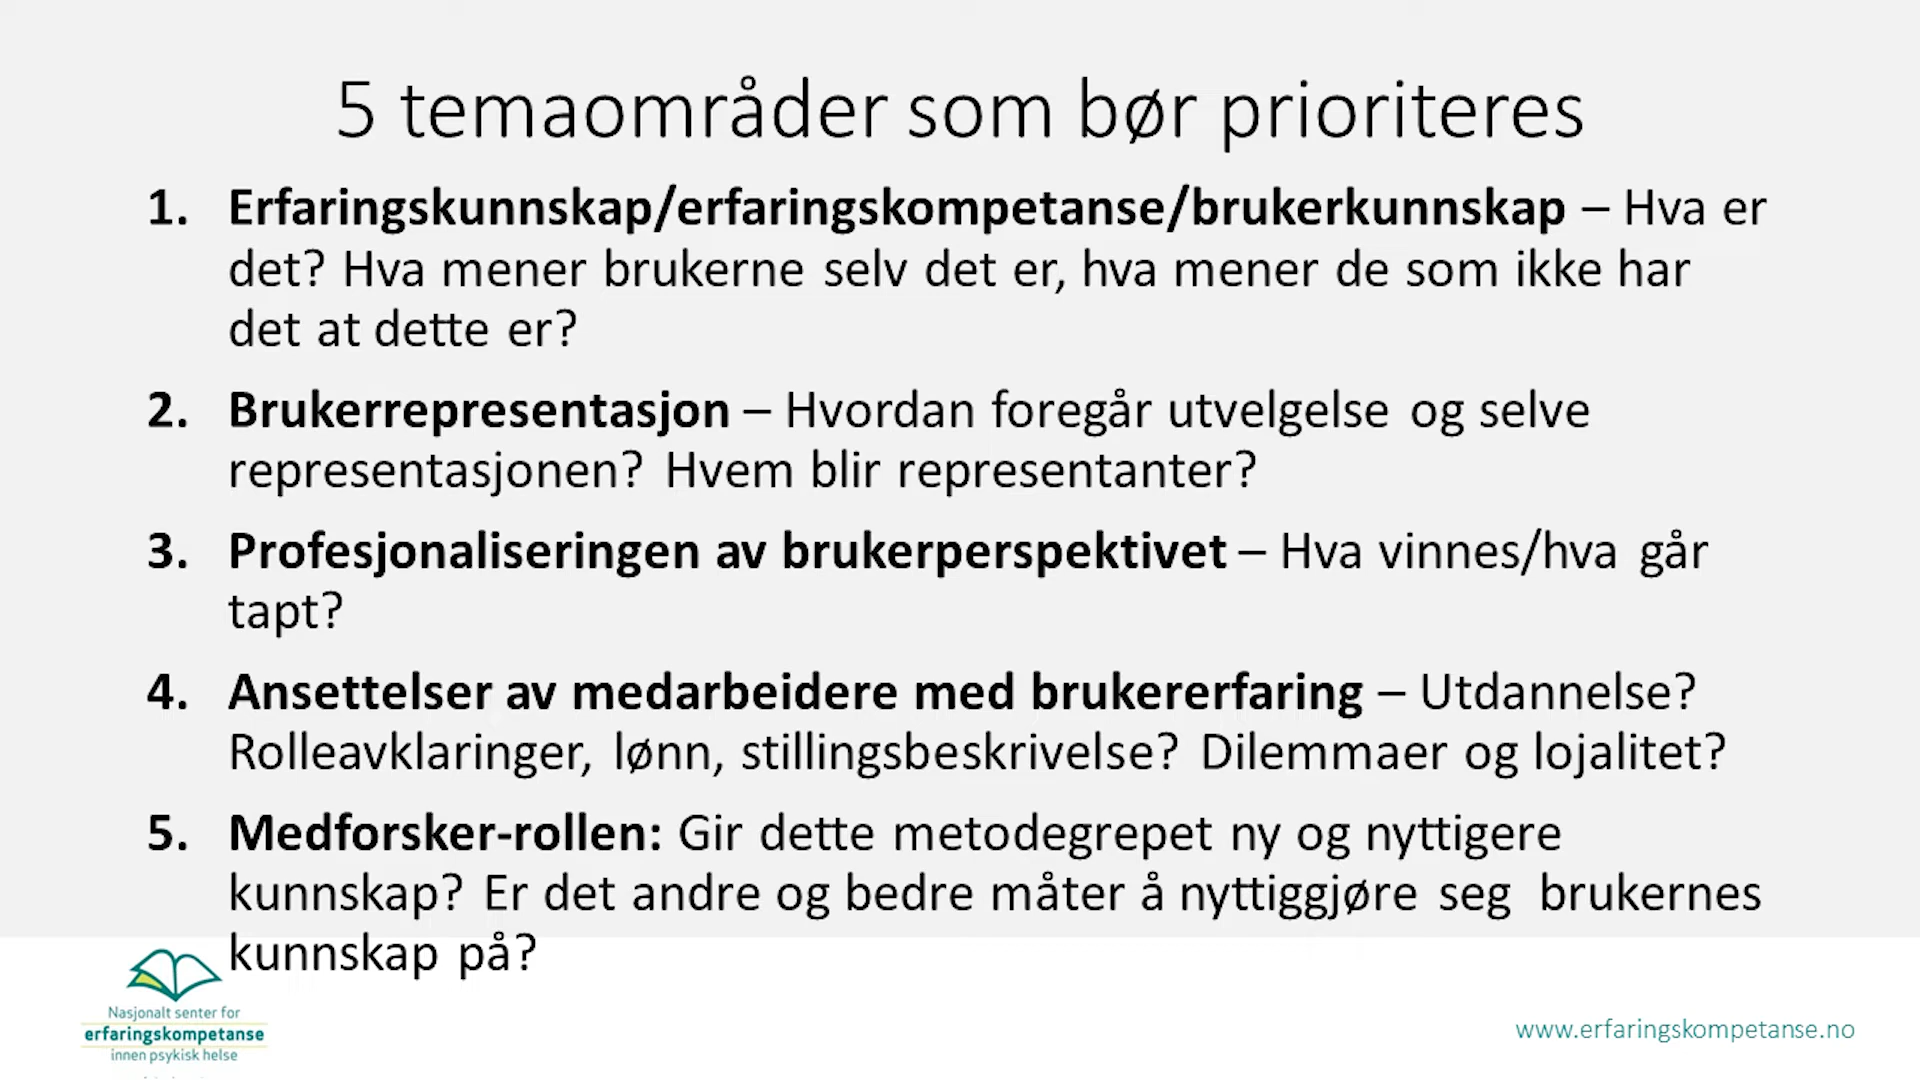 5 temaområder som bør prioriteres
1. Erfaringskunnskap/erfaringskompetanse/brukerkunnskap – Hva er
det? Hva mener brukerne selv det er, hva mener de som ikke har
det at dette er?
2. Brukerrepresentasjon – Hvordan foregår utvelgelse og selve
representasjonen? Hvem blir representanter?
3. Profesjonaliseringen av brukerperspektivet – Hva vinnes/hva går
tapt?
4. Ansettelser av medarbeidere med brukererfaring – Utdannelse?
Rolleavklaringer, lønn, stillingsbeskrivelse? Dilemmaer og lojalitet?
5. Medforsker-rollen: Gir dette metodegrepet ny og nyttigere
kunnskap? Er det andre og bedre måter å nyttiggjøre seg brukernes
kunnskap på?
Nasjonalt senter for
erfaringskompetanse
innen psykisk helse
www.erfaringskompetanse.no